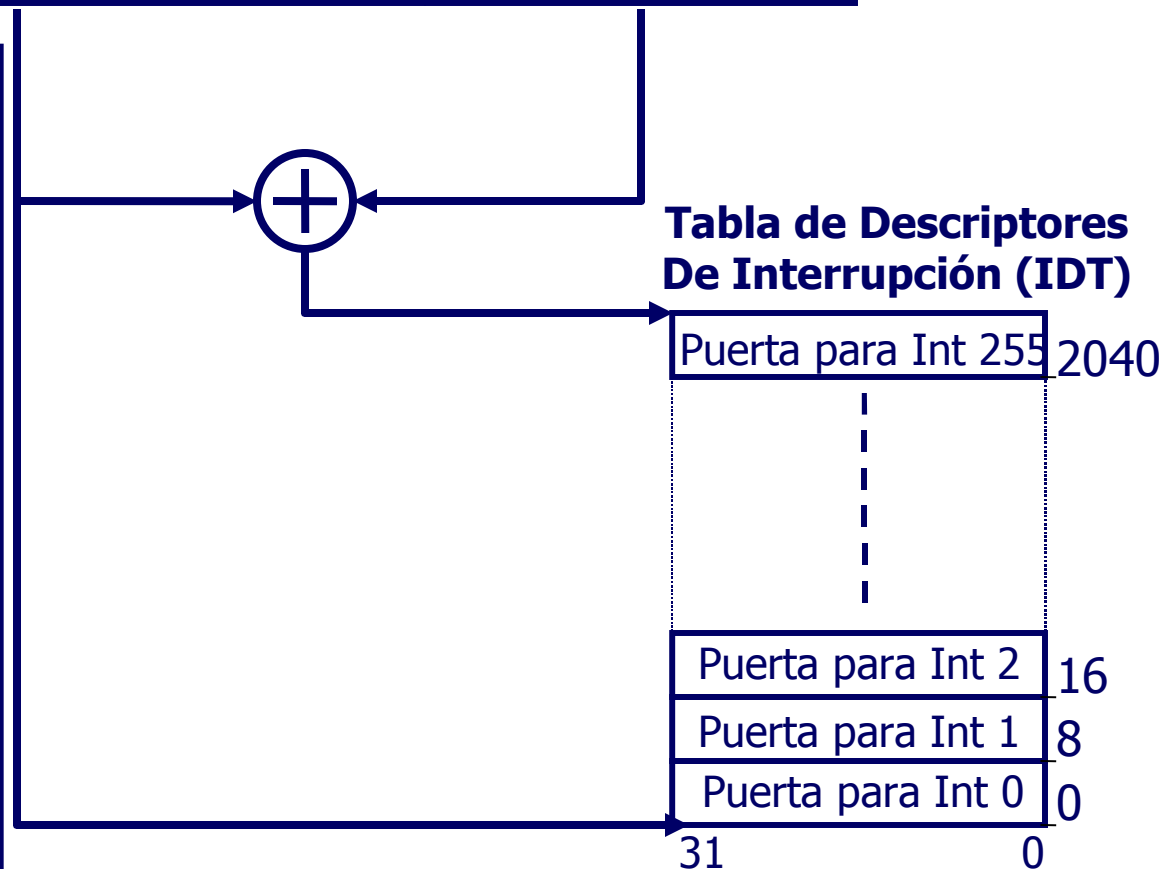 Tabla de Descriptores
De Interrupción (IDT)
Puerta para Int 255 2040
Puerta para Int 2 16
Puerta para Int 1 8
Puerta para Int 0 0
31 0